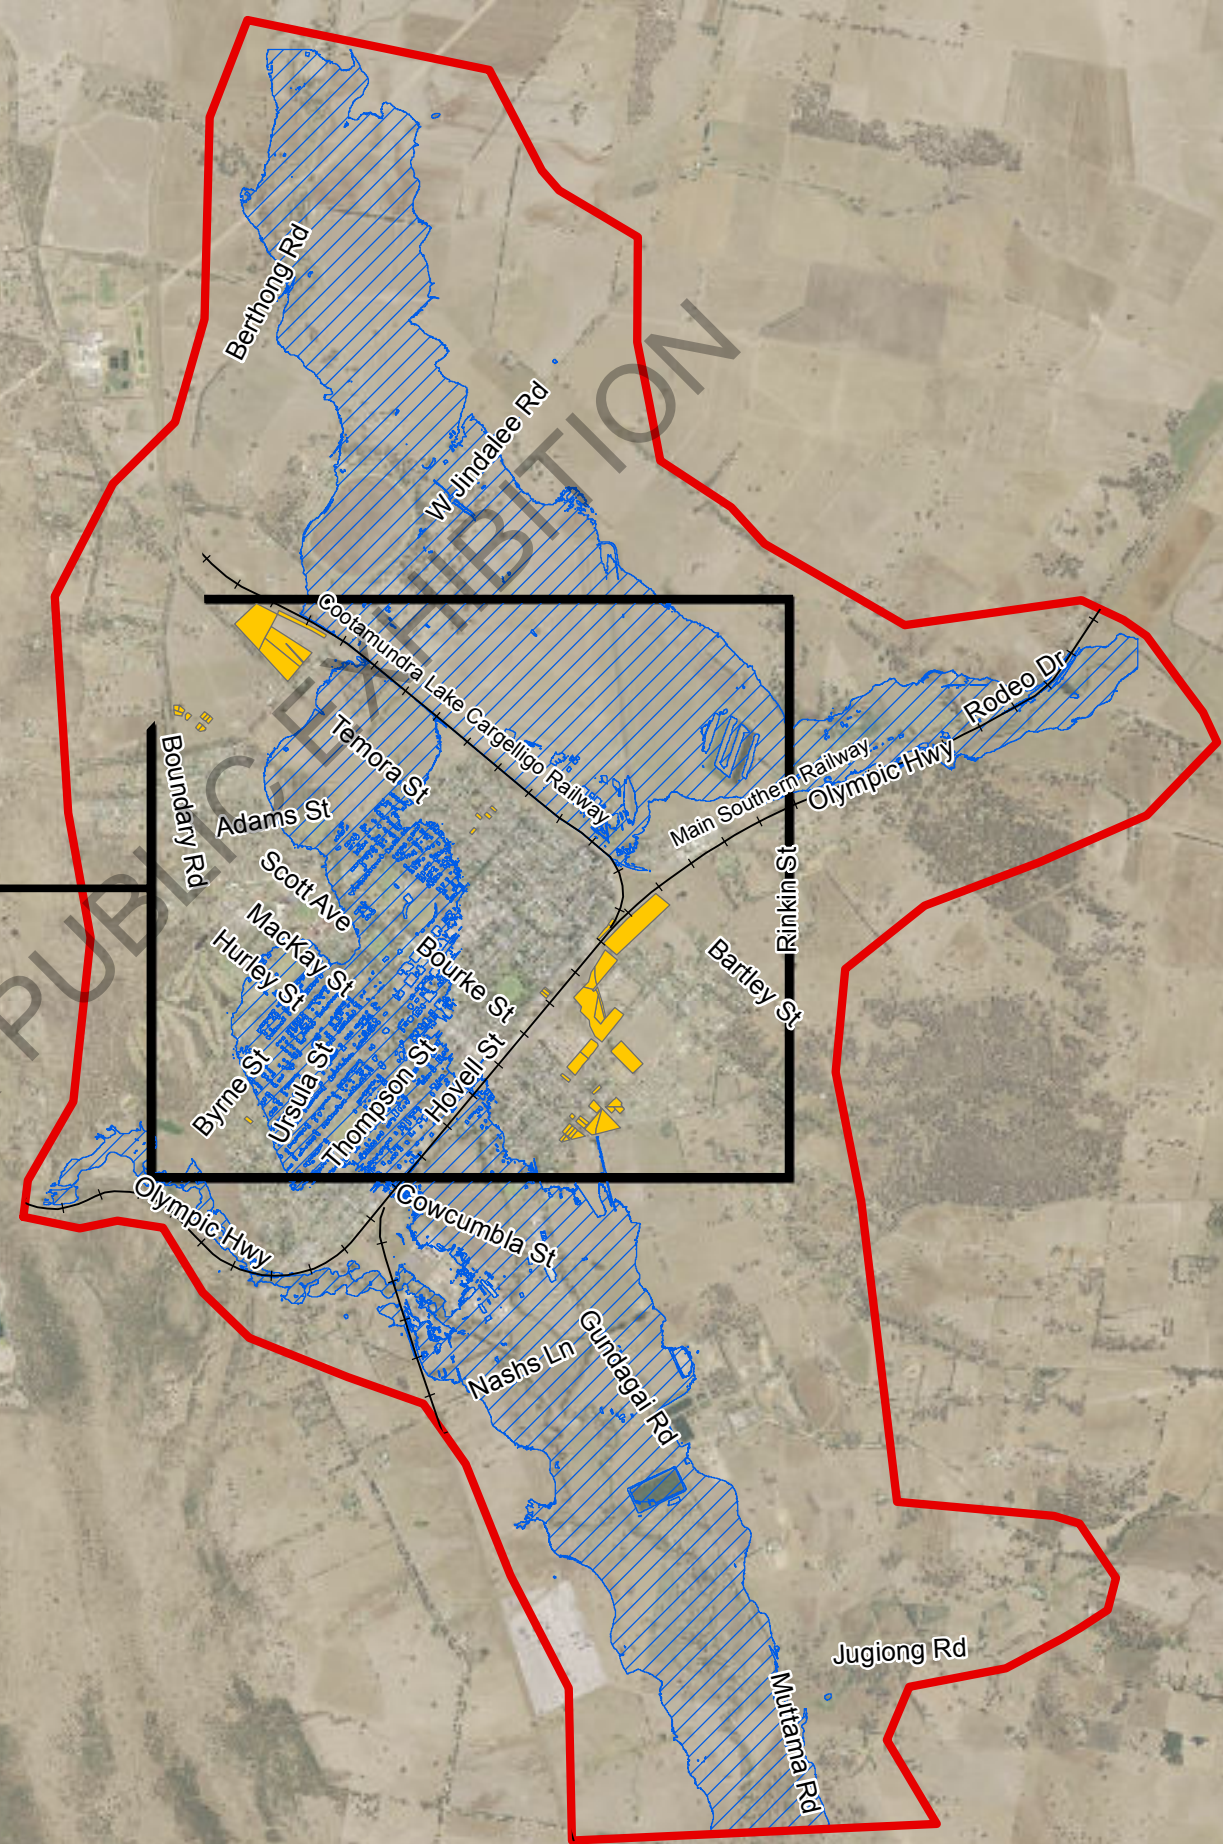 Berthong Rd
W Jindalee Rd
PUBLIC EXHIBITION
Cootamundra Lake Cargelligo Railway
Rodeo Dr
Temora St
Boundary Rd
Main Southern Railway
Olympic Hwy
Adams St
Scott Ave
Rinkin St
MacKay St
Hurley St
Bourke St
Bartley St
Byrne St
Ursula St
Thompson St
Hovell St
Olympic Hwy
Cowcumbla St
Nashs Ln
Gundagai Rd
Jugiong Rd
Muttama Rd